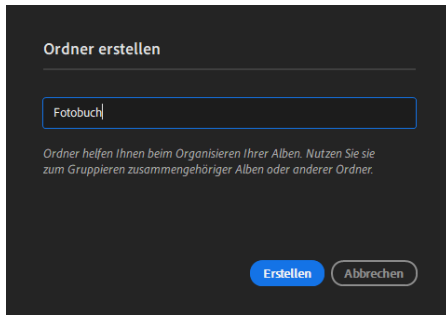 Ordner erstellen
Fotobuch
Ordner helfen Ihnen beim Organisieren Ihrer Alben. Nutzen Sie sie
zum Gruppieren zusammengehöriger Alben oder anderer Ordner.
Erstellen Abbrechen